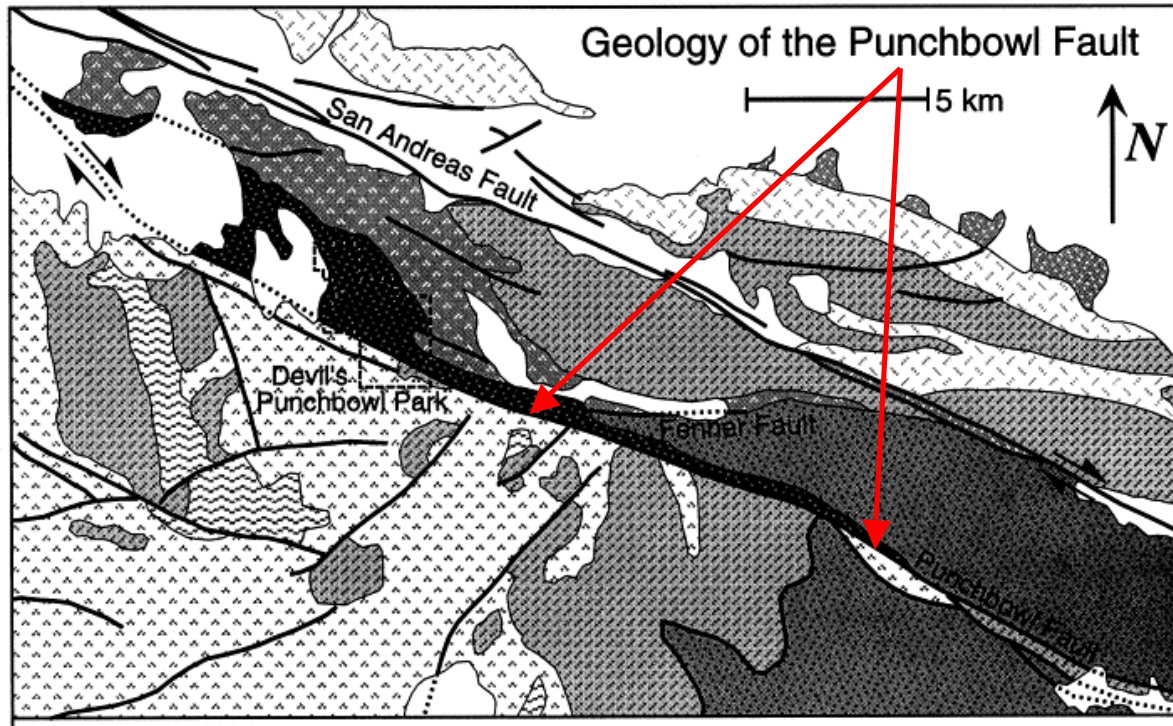 Geology of the Punchbowl Fault
5 km
N
San Andreas Fault
Devil's
Punchbowl Park
Fenner Fault
Punchbowl Fault